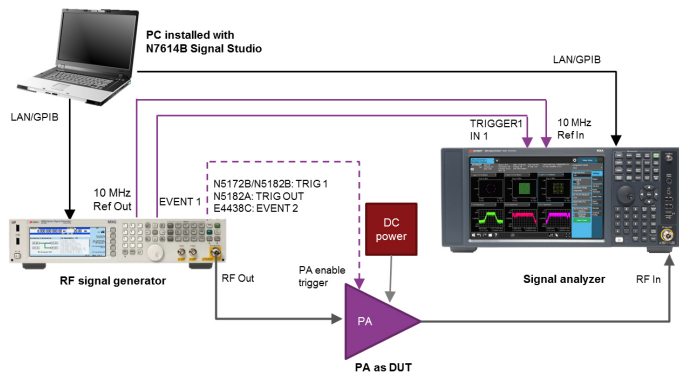 PC installed with
N7614B Signal Studio
LAN/GPIB
LAN/GPIB
TRIGGER1
IN 1
10 MHz
Ref In
10 MHz
Ref Out
EVENT 1
N5172B/N5182B: TRIG 1
N5182A: TRIG OUT
E4438C: EVENT 2
DC
power
RF Out
PA enable
trigger
RF signal generator
Signal analyzer
RF In
PA
PA as DUT